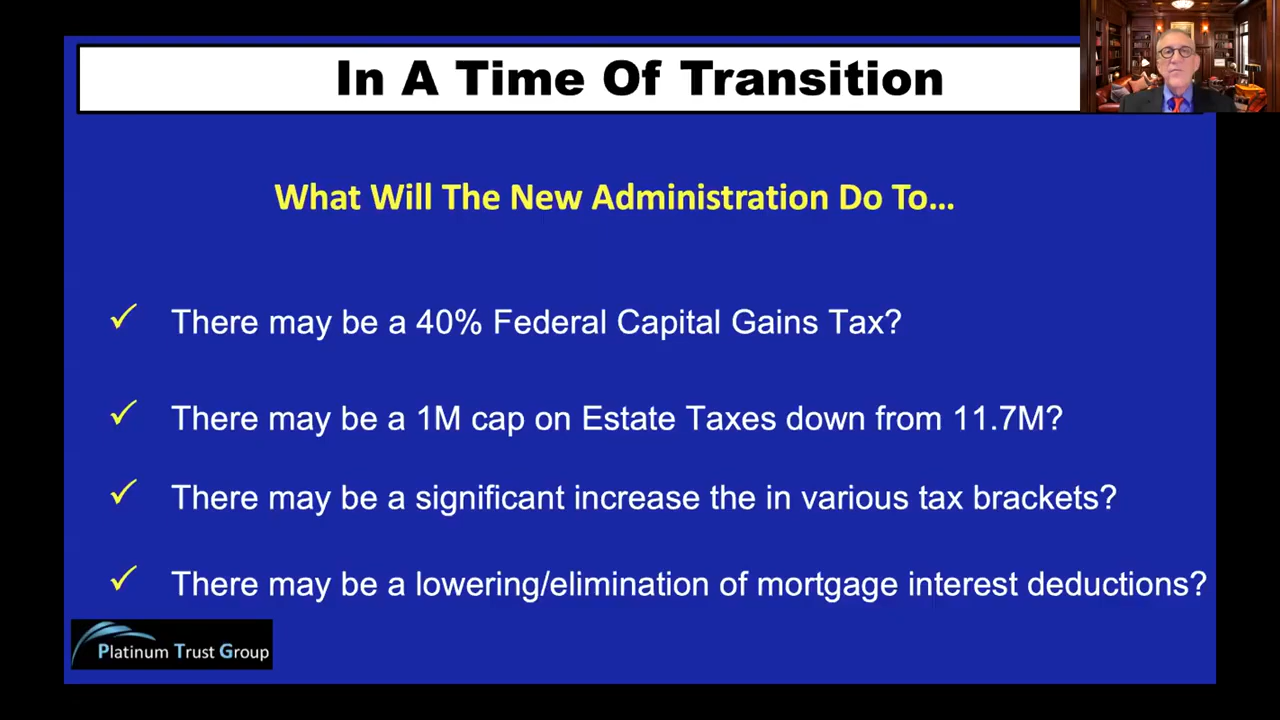 In A Time Of Transition
What Will The New Administration Do To...
✓ There may be a 40% Federal Capital Gains Tax?
✓ There may be a 1M cap on Estate Taxes down from 11.7M?
✓ There may be a significant increase the in various tax brackets?
✓ There may be a lowering/elimination of mortgage interest deductions?
Platinum Trust Group